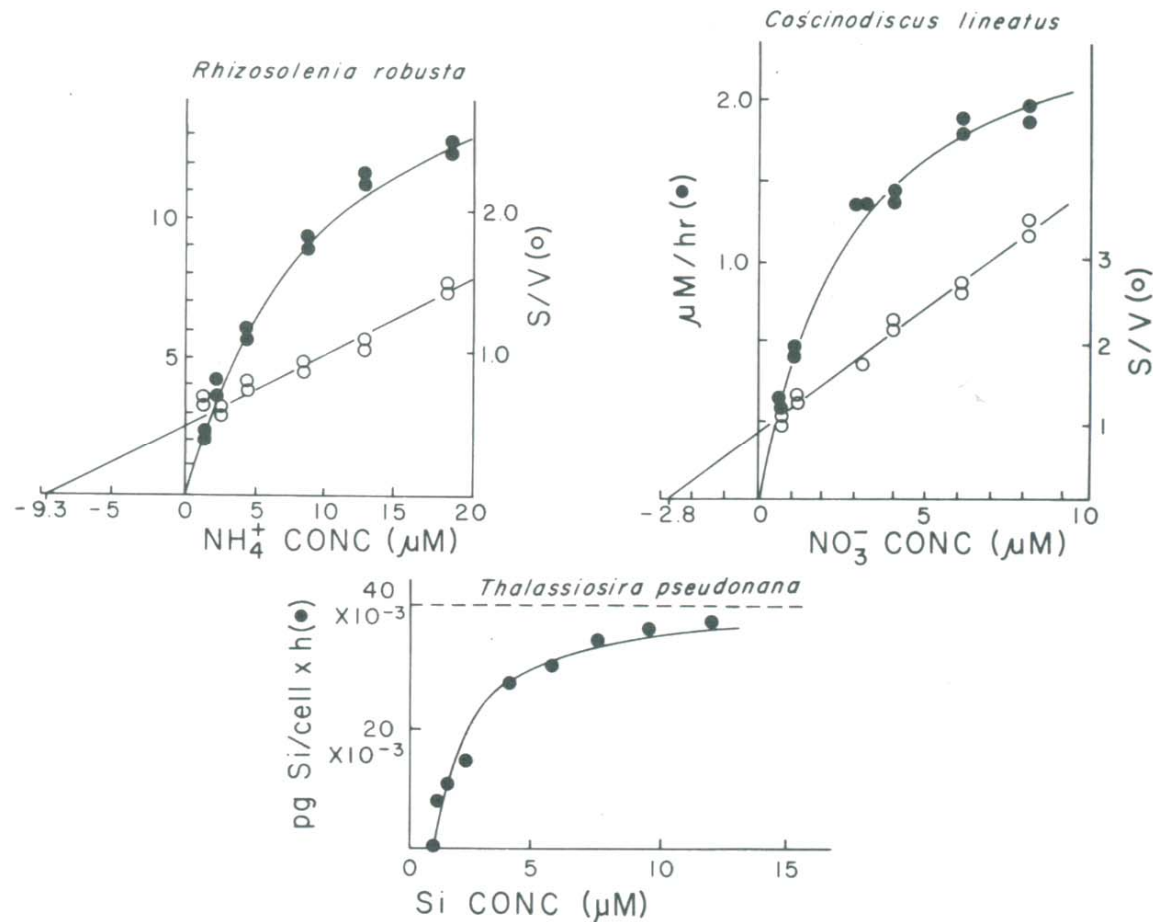 Rhizosolenia robusta
10
5
2.0
1.0
S/V (o)
-9.3 -5 0 5 10 15 20
NH4+ CONC (μM)
Coscinodiscus lineatus
2.0
1.0
μM/hr (●)
3
2
1
S/V (o)
-2.8 0 5 10
NO3- CONC (μM)
Thalassiosira pseudonana
40
X10-3
20
X10-3
pg Si/cell x h(●)
0 5 10 15
Si CONC (μM)